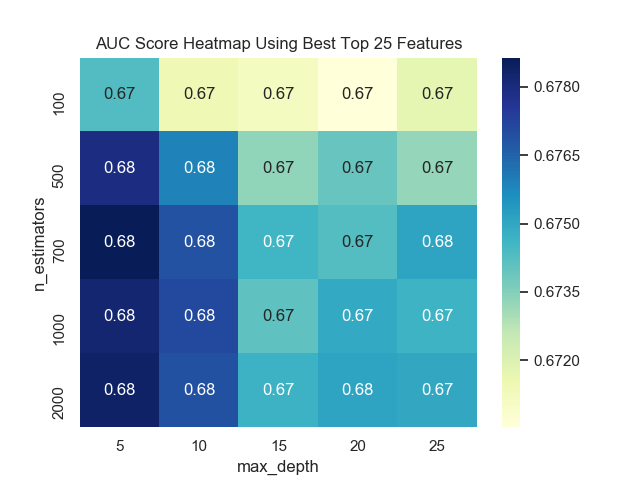 AUC Score Heatmap Using Best Top 25 Features
n_estimators
100 0.67 0.67 0.67 0.67 0.67
500 0.68 0.68 0.67 0.67 0.67
700 0.68 0.68 0.67 0.67 0.68
1000 0.68 0.68 0.67 0.67 0.67
2000 0.68 0.68 0.67 0.68 0.67
5 10 15 20 25
max_depth
0.6780
0.6765
0.6750
0.6735
0.6720